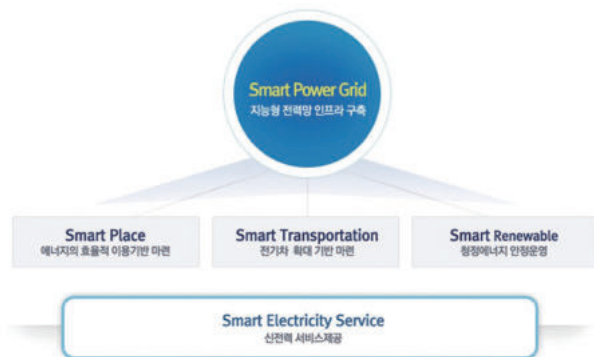 Smart Power Grid
지능형 전력망 인프라 구축
Smart Place
에너지의 효율적 이용기반 마련
Smart Transportation
전기차 확대 기반 마련
Smart Renewable
청정에너지 안정운영
Smart Electricity Service
신전력 서비스제공